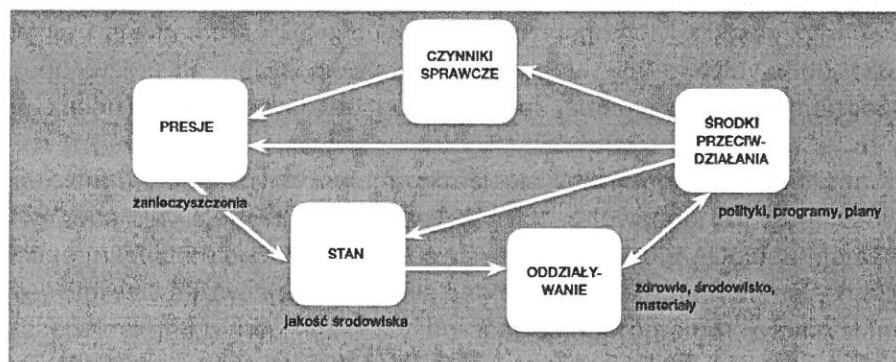 CZYNNIKI
SPRAWCZE
PRESJE
zanieczyszczenia
ŚRODKI
PRZECIW-
DZIAŁANIA
polityki, programy, plany
STAN
jakość środowiska
ODDZIAŁY-
WANIE
zdrowie, środowisko,
materiały